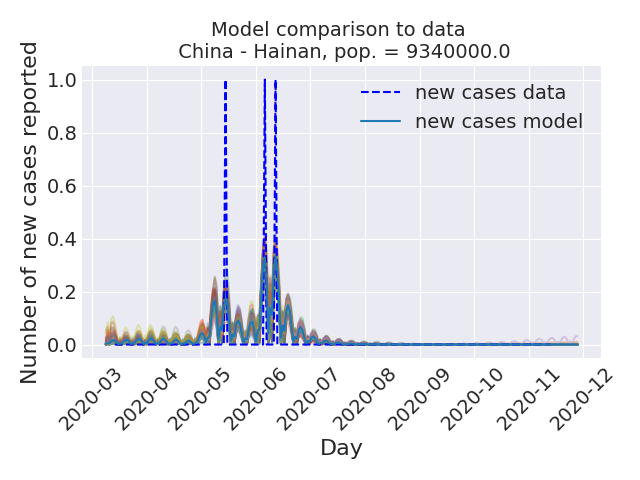 Model comparison to data
China - Hainan, pop. = 9340000.0
Number of new cases reported
1.0
0.8
0.6
0.4
0.2
0.0
new cases data
new cases model
2020-03
2020-04
2020-05
2020-06
2020-07
2020-08
2020-09
2020-10
2020-11
2020-12
Day